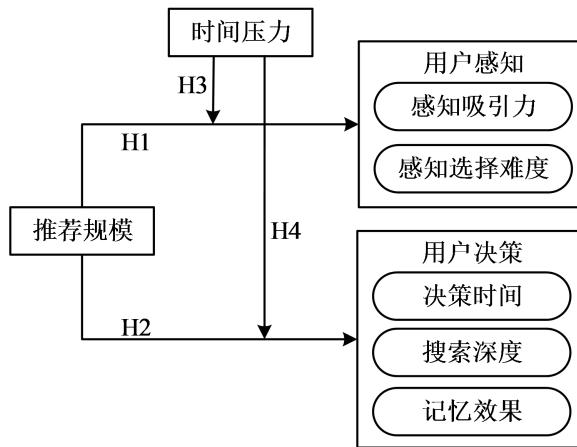 时间压力
H3
H1
推荐规模
H4
H2
用户感知
感知吸引力
感知选择难度
用户决策
决策时间
搜索深度
记忆效果